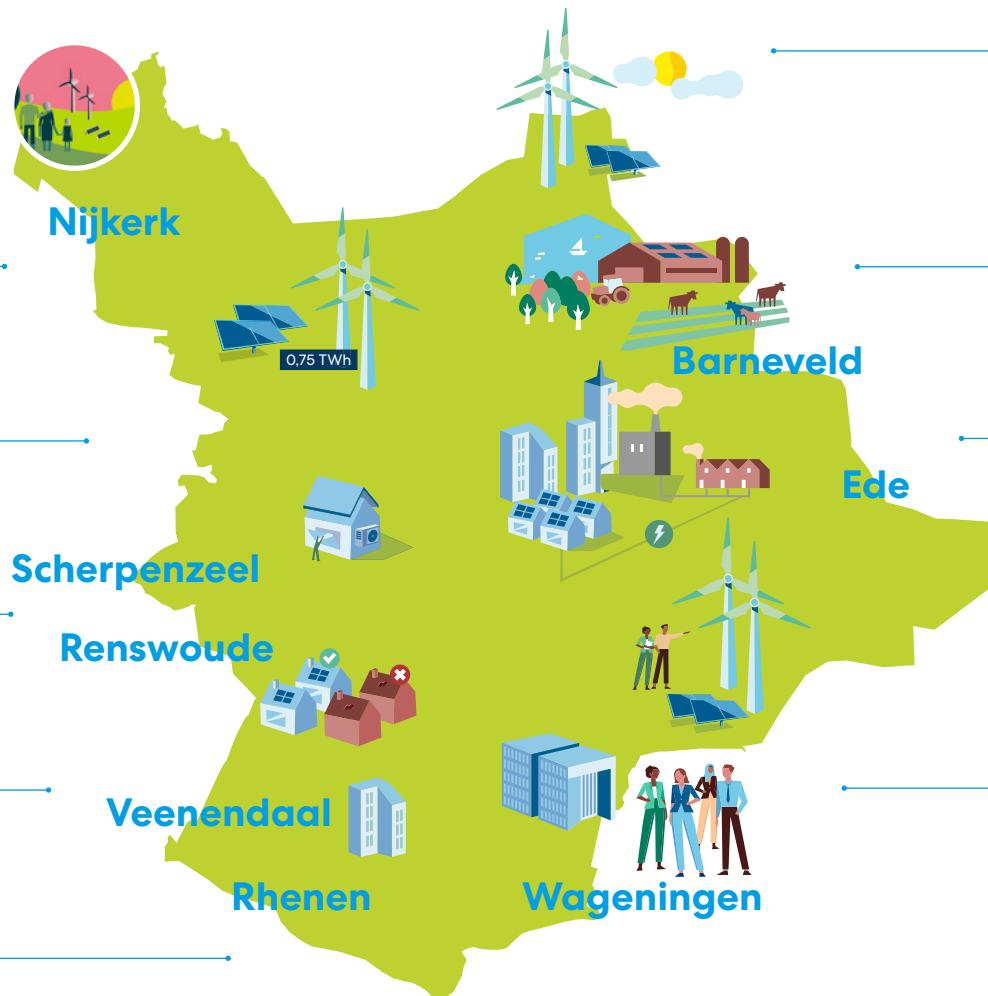 Nijkerk
0,75 TWh
Barneveld
Ede
Scherpenzeel
Renswoude
Veenendaal
Rhenen
Wageningen